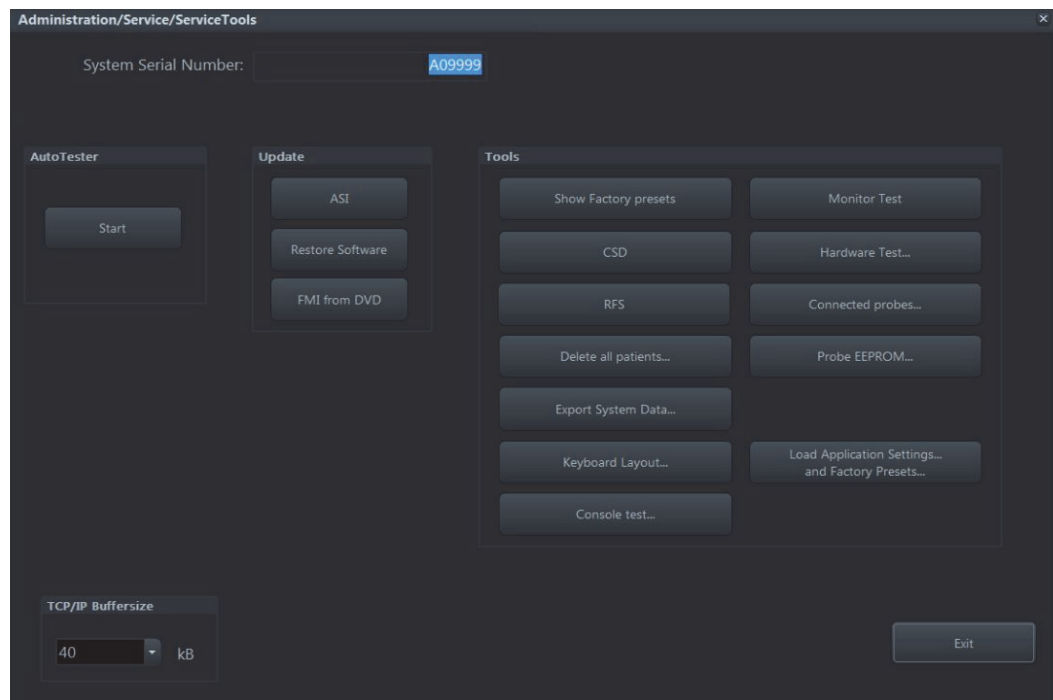 Administration/Service/ServiceTools
System Serial Number: A09999
AutoTester
Start
Update
ASI
Restore Software
FMI from DVD
Tools
Show Factory presets
Monitor Test
CSD
Hardware Test...
RFS
Connected probes...
Delete all patients...
Probe EEPROM...
Export System Data...
Keyboard Layout...
Load Application Settings...
and Factory Presets...
Console test...
TCP/IP Buffersize
40 kB
Exit